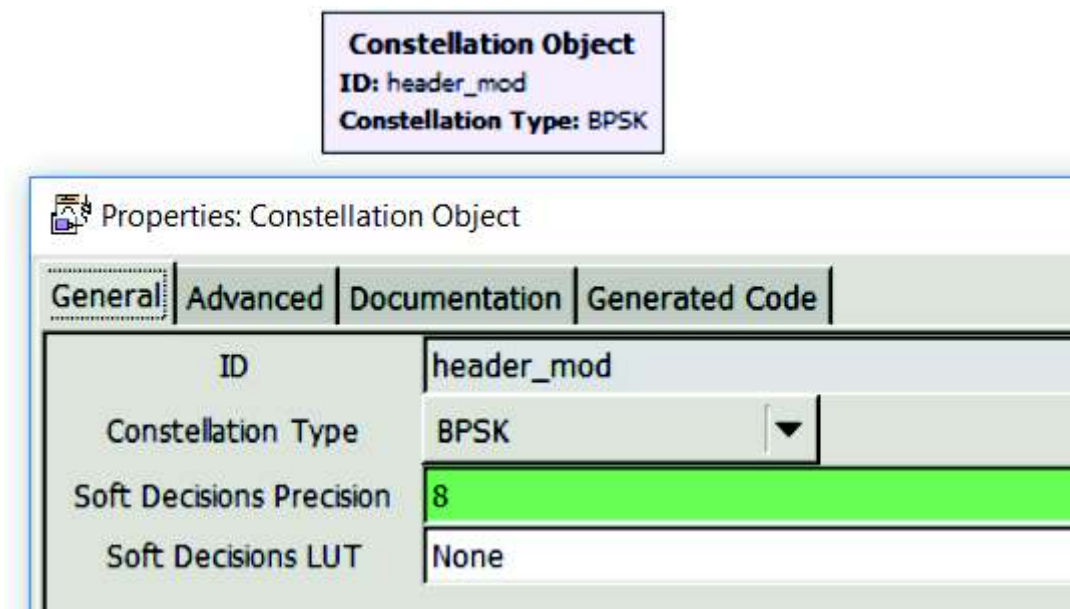 Constellation Object
ID: header_mod
Constellation Type: BPSK
Properties: Constellation Object
General Advanced Documentation Generated Code
ID header_mod
Constellation Type BPSK
Soft Decisions Precision 8
Soft Decisions LUT None